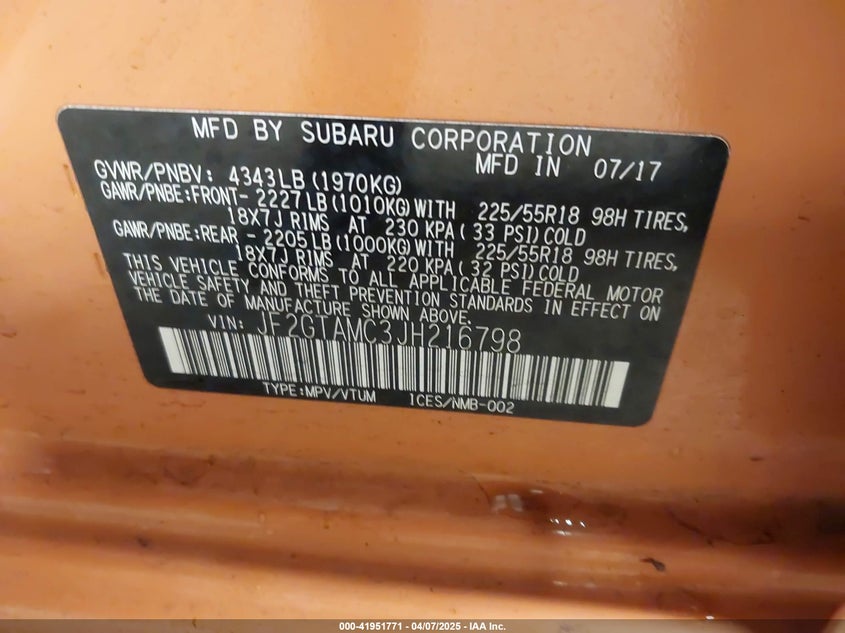 MFD BY SUBARU CORPORATION
MFD IN 07/17
GVWR/PNBV: 4343LB (1970KG)
GAWR/PNBE:FRONT- 2227LB (1010KG) WITH 225/55R18 98H TIRES,
18X7J RIMS AT 230 KPA( 33 PSI) COLD
GAWR/PNBE:REAR - 2205LB (1000KG) WITH 225/55R18 98H TIRES,
18X7J RIMS AT 220 KPA( 32 PSI) COLD
THIS VEHICLE CONFORMS TO ALL APPLICABLE FEDERAL MOTOR
VEHICLE SAFETY AND THEFT PREVENTION STANDARDS IN EFFECT ON
THE DATE OF MANUFACTURE SHOWN ABOVE.
VIN: JF2GTAMC3JH216798
TYPE:MPV/VTUM ICES/NMB-002
000-41951771 | 04/07/2025 - IAA Inc.